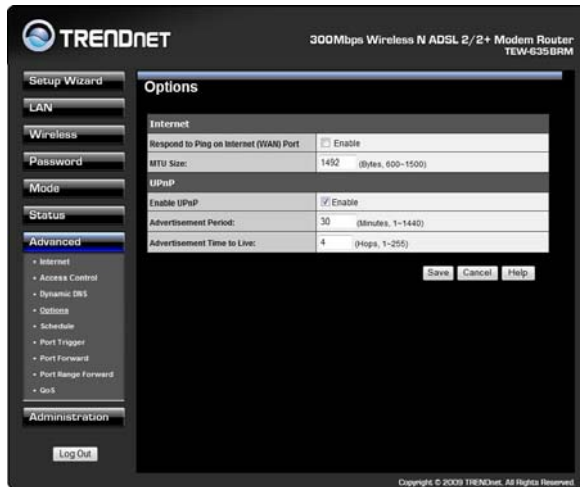 TRENDNET
300Mbps Wireless N ADSL 2/2+ Modem Router
TEW-635BRM
Setup Wizard
LAN
Wireless
Password
Mode
Status
Advanced
• Internet
• Access Control
• Dynamic DNS
• Options
• Schedule
• Port Trigger
• Port Forward
• Port Range Forward
• QoS
Administration
Log Out
Options
Internet
Respond to Ping on Internet (WAN) Port Enable
MTU Size: 1492 (Bytes, 600~1500)
UPnP
Enable UPnP Enable
Advertisement Period: 30 (Minutes, 1~1440)
Advertisement Time to Live: 4 (Hops, 1~255)
Save Cancel Help
Copyright © 2009 TRENDnet. All Rights Reserved.